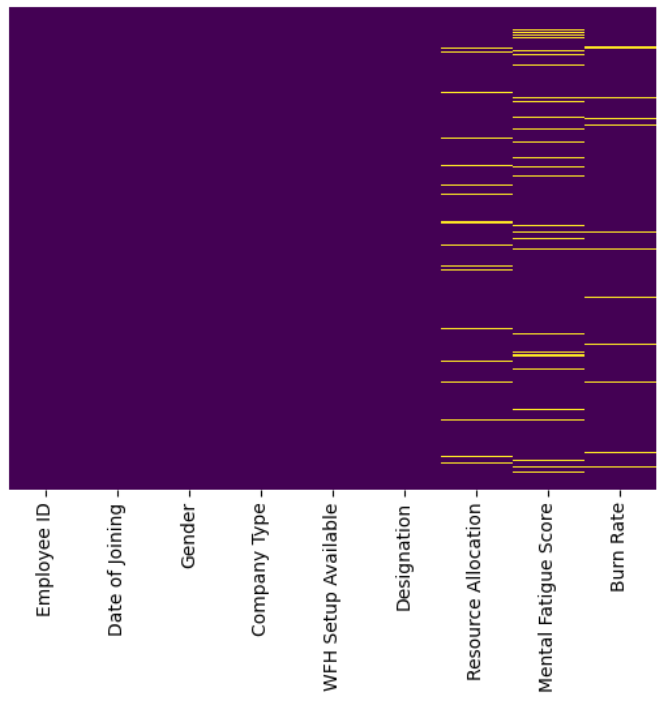 Employee ID
Date of Joining
Gender
Company Type
WFH Setup Available
Designation
Resource Allocation
Mental Fatigue Score
Burn Rate